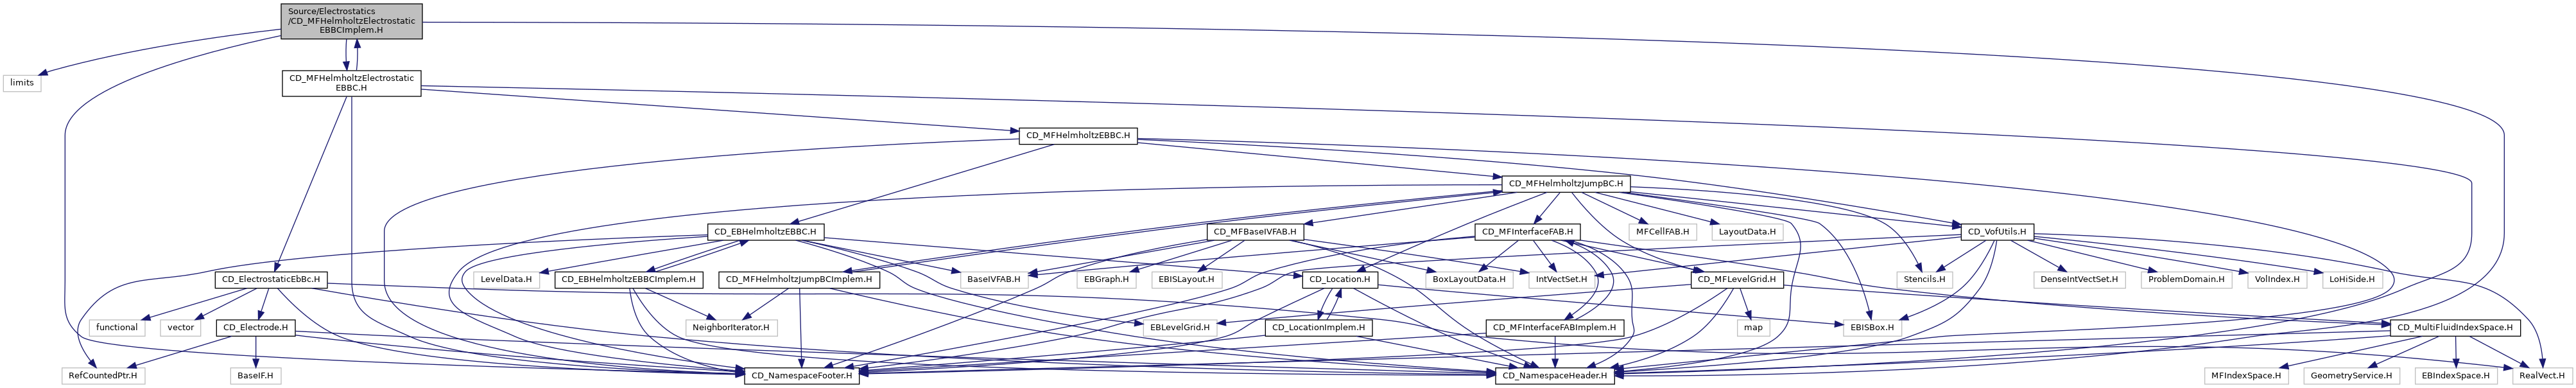 Source/Electrostatics
/CD_MFHelmholtzElectrostatic
EBBCImplem.H
limits
CD_MFHelmholtzElectrostatic
EBBC.H
CD_MFHelmholtzEBBC.H
CD_MFHelmholtzJumpBC.H
CD_EBHelmholtzEBBC.H
CD_MFBaseIVFAB.H
CD_MFInterfaceFAB.H
MFCellFAB.H
LayoutData.H
CD_VofUtils.H
CD_ElectrostaticEbBc.H
LevelData.H
CD_EBHelmholtzEBBCImplem.H
CD_MFHelmholtzJumpBCImplem.H
BaseIVFAB.H
EBGraph.H
EBISLayout.H
CD_Location.H
BoxLayoutData.H
IntVectSet.H
CD_MFLevelGrid.H
Stencils.H
DenseIntVectSet.H
ProblemDomain.H
VolIndex.H
LoHiSide.H
functional
vector
CD_Electrode.H
NeighborIterator.H
EBLevelGrid.H
CD_LocationImplem.H
CD_MFInterfaceFABImplem.H
map
EBISBox.H
CD_MultiFluidIndexSpace.H
RefCountedPtr.H
BaseIF.H
CD_NamespaceFooter.H
CD_NamespaceHeader.H
MFIndexSpace.H
GeometryService.H
EBIndexSpace.H
RealVect.H